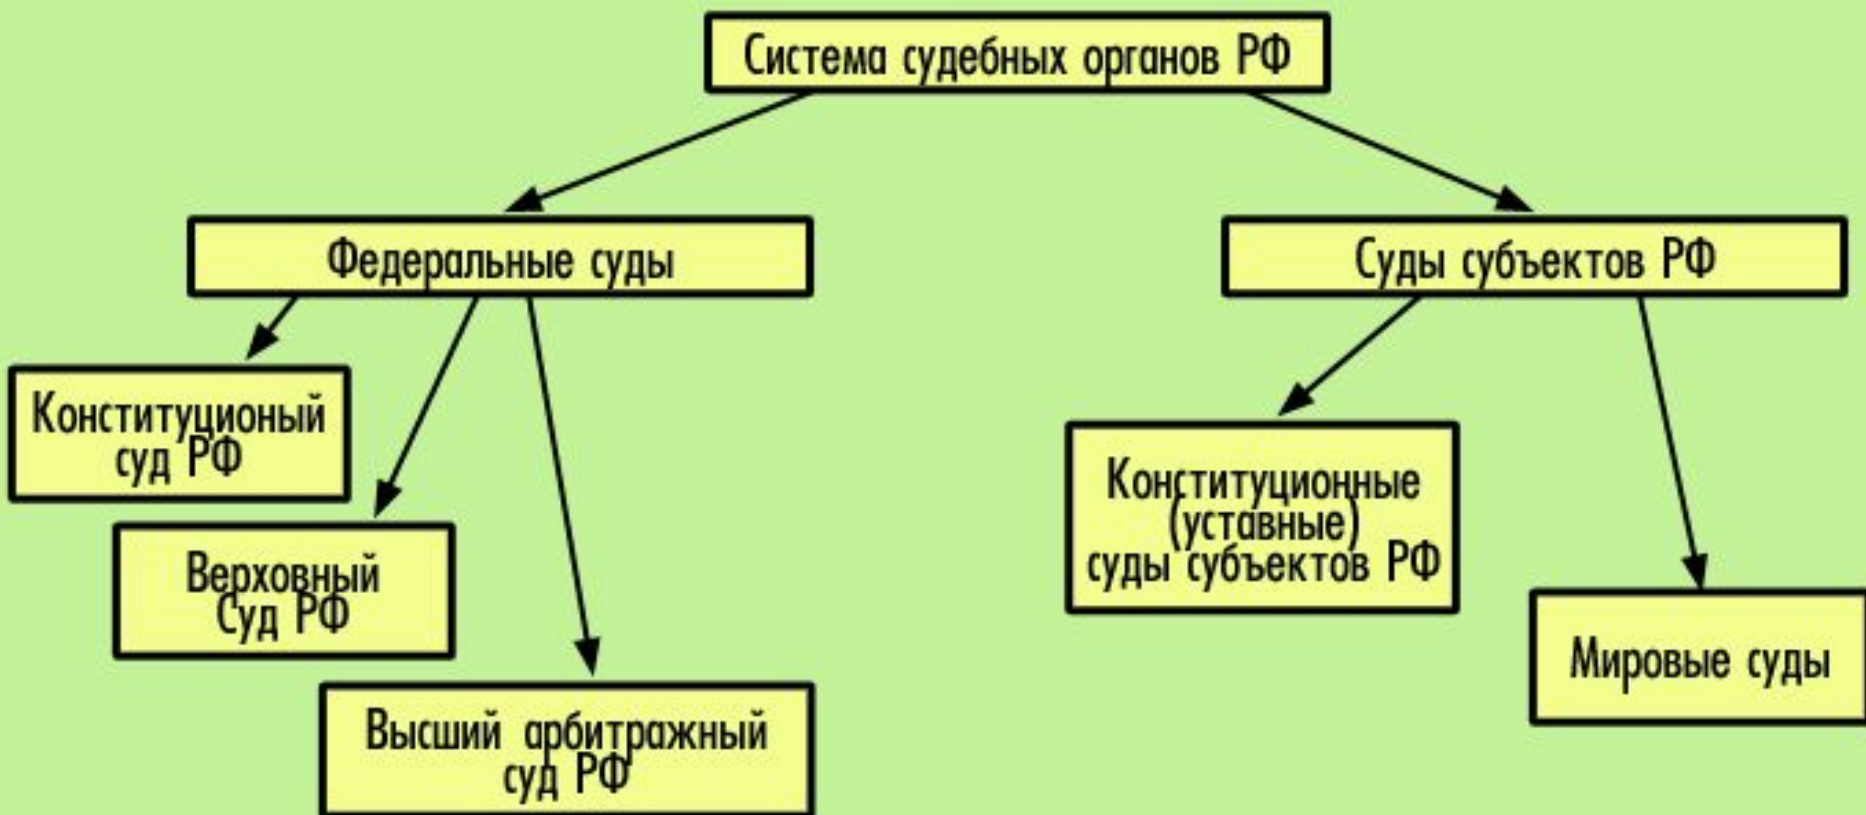 Система судебных органов РФ
Федеральные суды
Суды субъектов РФ
Конституционый
суд РФ
Верховный
Суд РФ
Высший арбитражный
суд РФ
Конституционные
(уставные)
суды субъектов РФ
Мировые суды